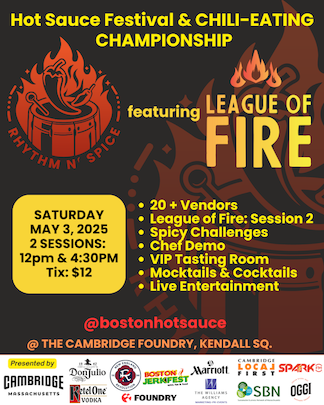 Hot Sauce Festival & CHILI-EATING
CHAMPIONSHIP
RHYTHM N' SPICE
featuring
LEAGUE OF
FIRE
SATURDAY
MAY 3, 2025
2 SESSIONS:
12pm & 4:30PM
Tix: $12
• 20 + Vendors
• League of Fire: Session 2
• Spicy Challenges
• Chef Demo
• VIP Tasting Room
• Mocktails & Cocktails
• Live Entertainment
@bostonhotsauce
@ THE CAMBRIDGE FOUNDRY, KENDALL SQ.
Presented by
CAMBRIDGE
MASSACHUSETTS
DON JULIO
Ketel One
VODKA
BOSTON
JERKFEST
FOUNDRY
Marriott
THE WILLIAMS
AGENCY
CAMBRIDGE
LOCAL
FIRST
SPARK
SBN
OGGI